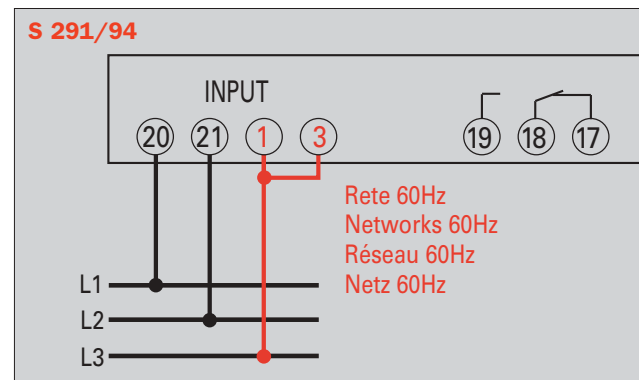 S 291/94
INPUT
20 21 1 3 19 18 17
Rete 60Hz
Networks 60Hz
Réseau 60Hz
Netz 60Hz
L1
L2
L3